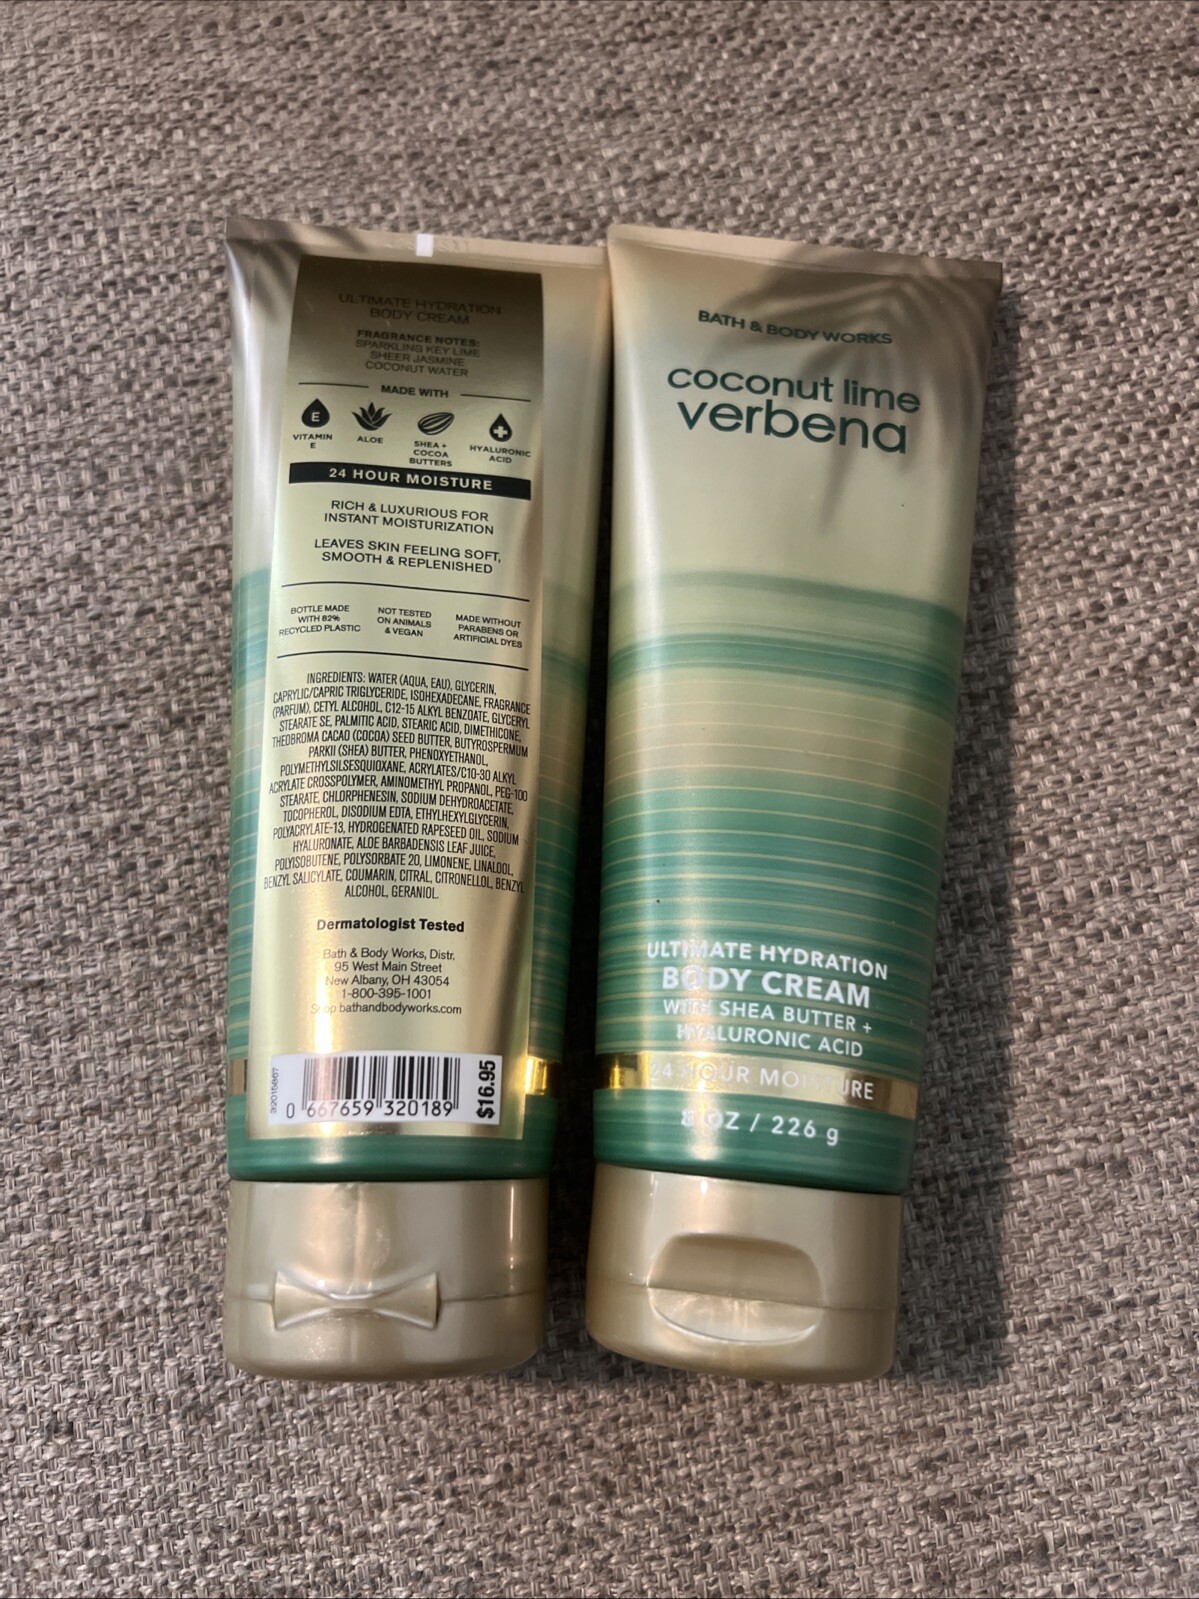 ULTIMATE HYDRATION
BODY CREAM
FRAGRANCE NOTES:
SPARKLING KEY LIME
SHEER JASMINE
COCONUT WATER
MADE WITH
E
VITAMIN
E
ALOE
SHEA +
COCOA
BUTTERS
HYALURONIC
ACID
24 HOUR MOISTURE
RICH & LUXURIOUS FOR
INSTANT MOISTURIZATION
LEAVES SKIN FEELING SOFT,
SMOOTH & REPLENISHED
BOTTLE MADE
WITH 82%
RECYCLED PLASTIC
NOT TESTED
ON ANIMALS
& VEGAN
MADE WITHOUT
PARABENS OR
ARTIFICIAL DYES
INGREDIENTS: WATER (AQUA, EAU), GLYCERIN,
CAPRYLIC/CAPRIC TRIGLYCERIDE, ISOHEXADECANE, FRAGRANCE
(PARFUM), CETYL ALCOHOL, C12-15 ALKYL BENZOATE, GLYCERYL
STEARATE SE, PALMITIC ACID, STEARIC ACID, DIMETHICONE,
THEOBROMA CACAO (COCOA) SEED BUTTER, BUTYROSPERMUM
PARKII (SHEA) BUTTER, PHENOXYETHANOL,
POLYMETHYLSILSESQUIOXANE, ACRYLATES/C10-30 ALKYL
ACRYLATE CROSSPOLYMER, AMINOMETHYL PROPANOL, PEG-100
STEARATE, CHLORPHENESIN, SODIUM DEHYDROACETATE,
TOCOPHEROL, DISODIUM EDTA, ETHYLHEXYLGLYCERIN,
POLYACRYLATE-13, HYDROGENATED RAPESEED OIL, SODIUM
HYALURONATE, ALOE BARBADENSIS LEAF JUICE,
POLYISOBUTENE, POLYSORBATE 20, LIMONENE, LINALOOL,
BENZYL SALICYLATE, COUMARIN, CITRAL, CITRONELLOL, BENZYL
ALCOHOL, GERANIOL.
Dermatologist Tested
Bath & Body Works, Distr.
95 West Main Street
New Albany, OH 43054
1-800-395-1001
Shop bathandbodyworks.com
0 667659 320189
$16.95
BATH & BODY WORKS
coconut lime
verbena
ULTIMATE HYDRATION
BODY CREAM
WITH SHEA BUTTER +
HYALURONIC ACID
24 HOUR MOISTURE
8 OZ / 226 g